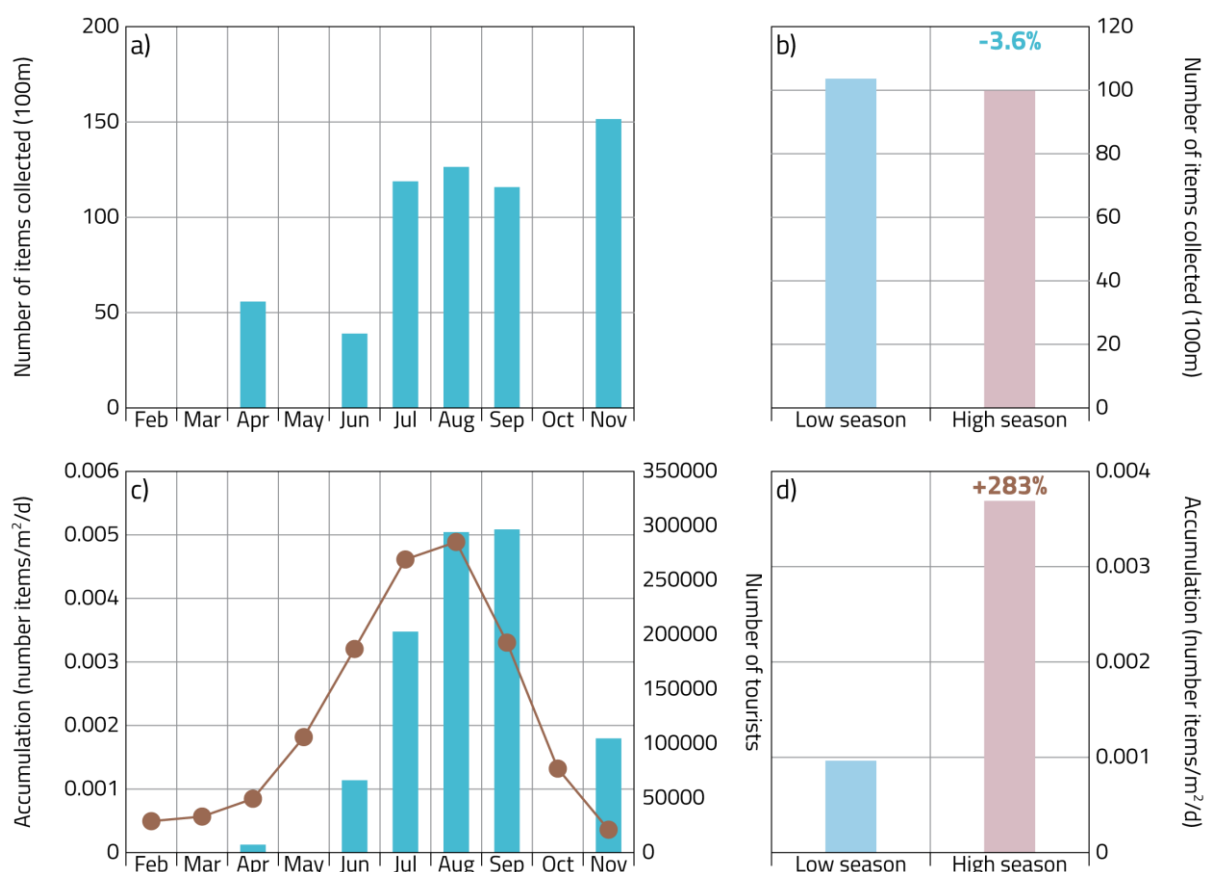 Number of items collected (100m)
200
150
100
50
0
a)
Feb
Mar
Apr
May
Jun
Jul
Aug
Sep
Oct
Nov
b)
-3.6%
120
100
80
60
40
20
0
Number of items collected (100m)
Low season
High season
Accumulation (number items/m²/d)
0.006
0.005
0.004
0.003
0.002
0.001
0
c)
350000
300000
250000
200000
150000
100000
50000
0
Number of tourists
Feb
Mar
Apr
May
Jun
Jul
Aug
Sep
Oct
Nov
d)
+283%
0.004
0.003
0.002
0.001
0
Accumulation (number items/m²/d)
Low season
High season